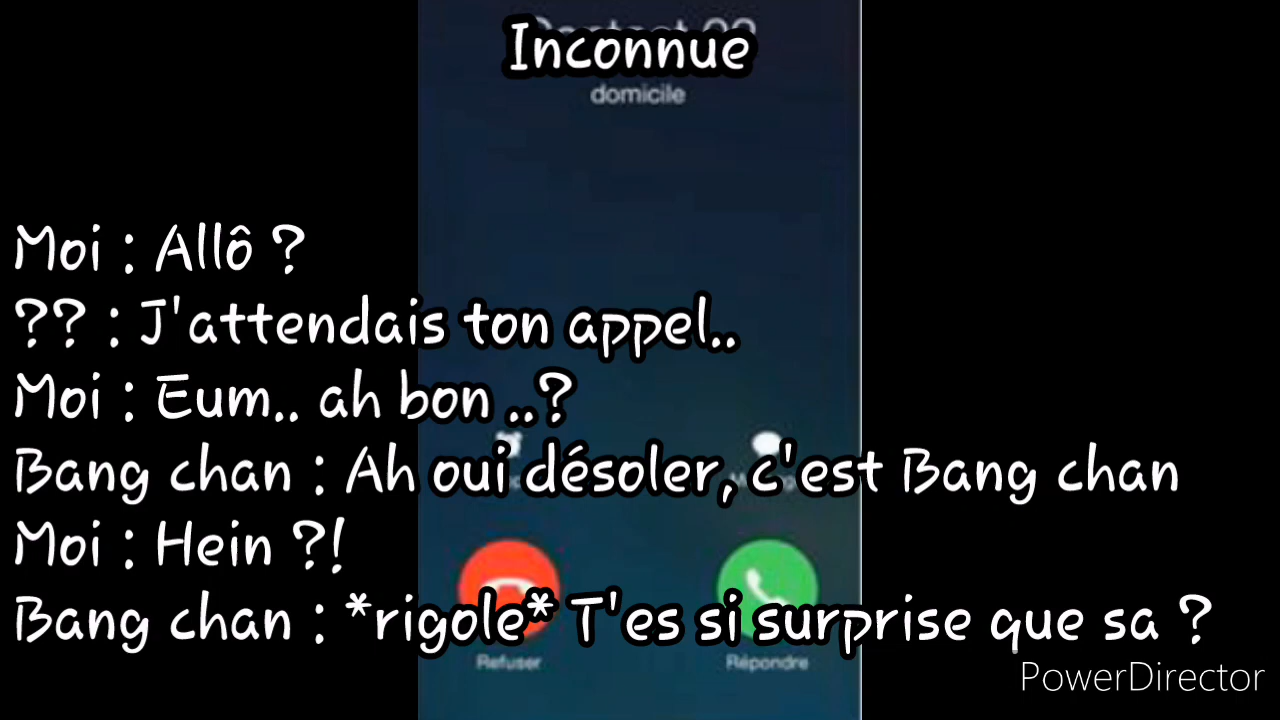 Inconnue
domicile
Moi : Allô ?
?? : J'attendais ton appel..
Moi : Eum.. ah bon ..?
Bang chan : Ah oui désoler, c'est Bang chan
Moi : Hein ?!
Bang chan : *rigole* T'es si surprise que sa ?
Refuser
Répondre
PowerDirector